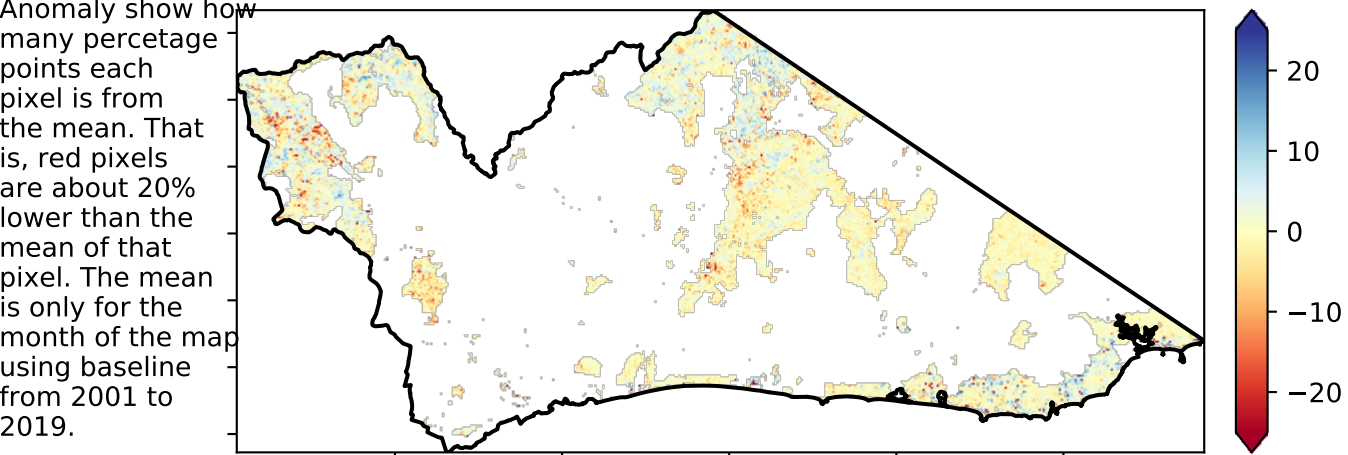 Anomaly show how
many percetage
points each
pixel is from
the mean. That
is, red pixels
are about 20%
lower than the
mean of that
pixel. The mean
is only for the
month of the map
using baseline
from 2001 to
2019.
20
10
0
−10
−20